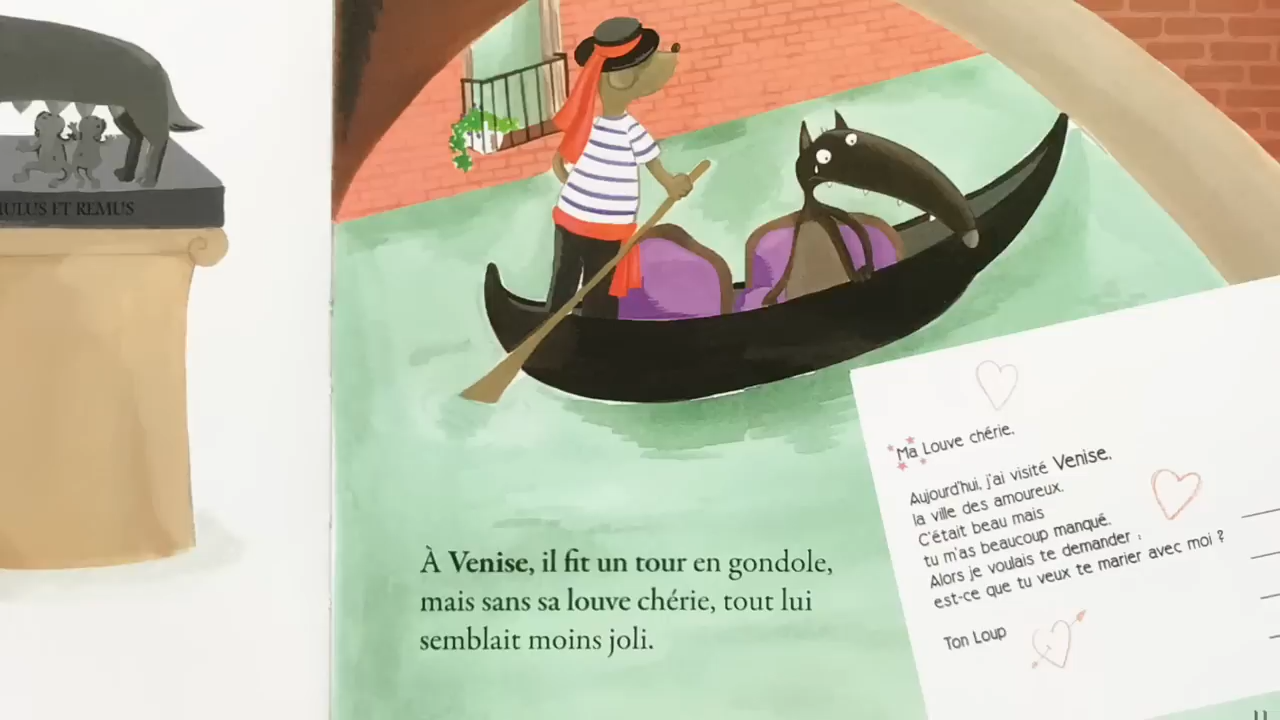 ET REMUS
À Venise, il fit un tour en gondole,
mais sans sa louve chérie, tout lui
semblait moins joli.
Ma Louve chérie,
Aujourd'hui, j'ai visité Venise,
la ville des amoureux.
C'était beau mais
tu m'as beaucoup manqué.
Alors je voulais te demander :
est-ce que tu veux te marier avec moi ?
Ton Loup